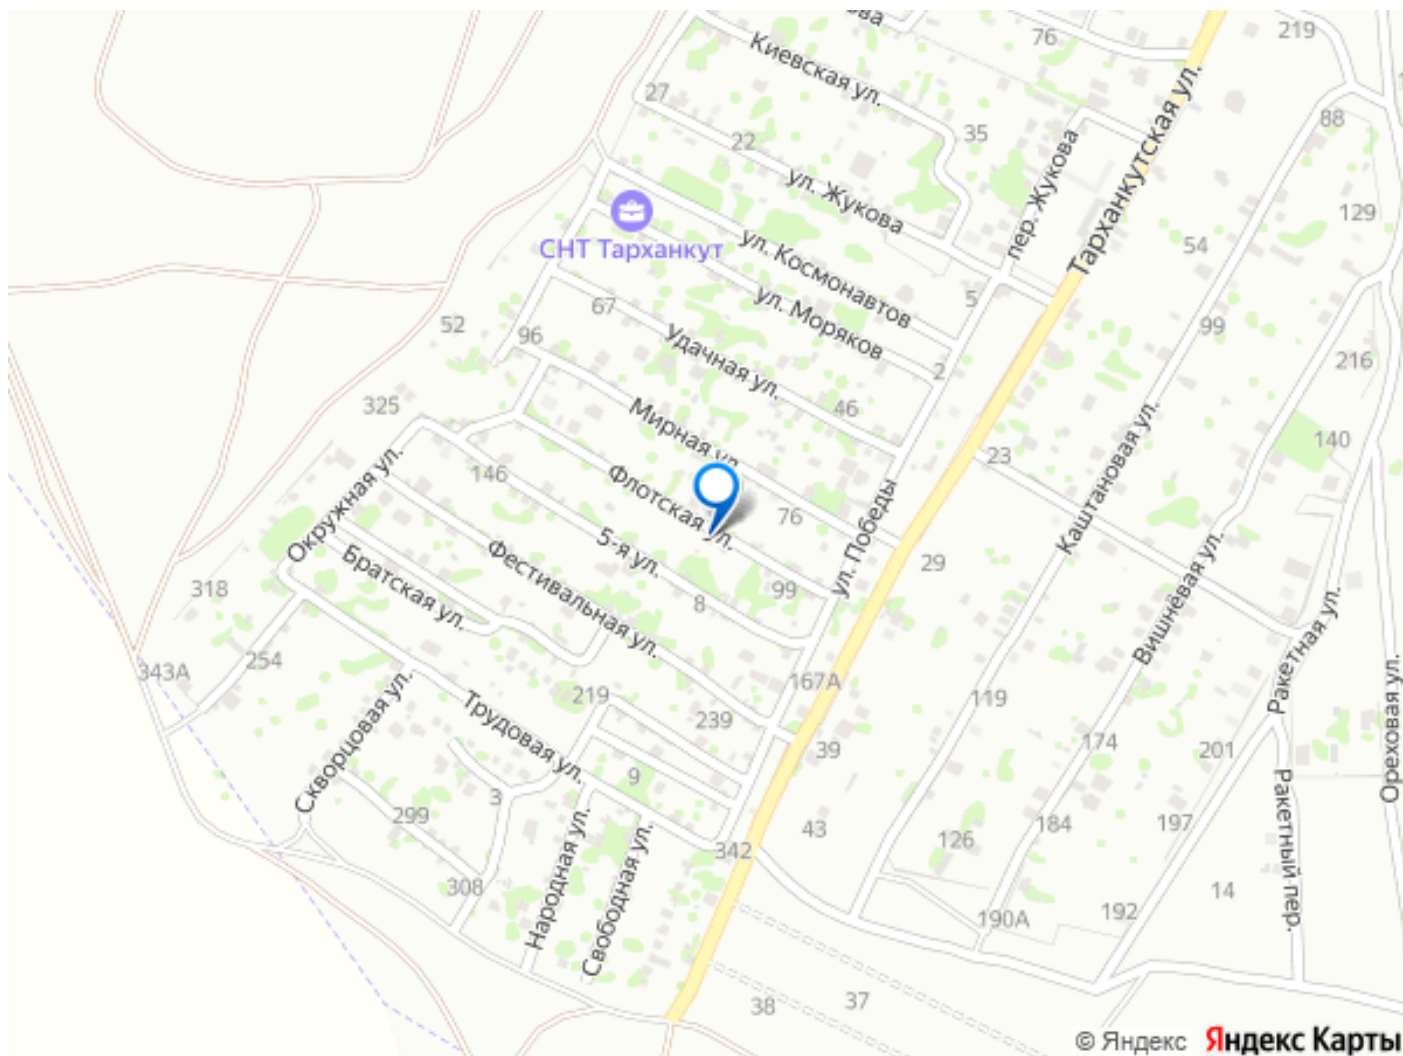 76
219
Киевская ул.
27
35
88
22
пер. Жукова
Тарханкутская ул.
ул. Жукова
129
СНТ Тарханкут
ул. Космонавтов
54
5
ул. Моряков
67
52
96
Удачная ул.
2
99
216
325
46
Мирная ул.
140
23
Каштановая ул.
146
Флотская ул.
76
ул. Победы
Окружная ул.
5-я ул.
Вишнёвая ул.
29
Братская ул.
Фестивальная ул.
318
99
8
Ракетная ул.
343А
254
167А
Скворцовая ул.
219
239
119
Ореховая ул.
Трудовая ул.
39
174
201
9
3
299
43
126
184
197
Ракетный пер.
342
308
Народная ул.
Свободная ул.
14
190А
192
38
37
© Яндекс Яндекс Карты